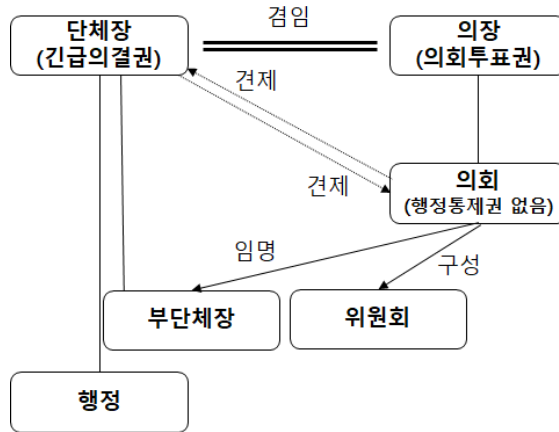 겸임
단체장
(긴급의결권)
의장
(의회투표권)
견제
견제
의회
(행정통제권 없음)
임명
구성
부단체장
위원회
행정